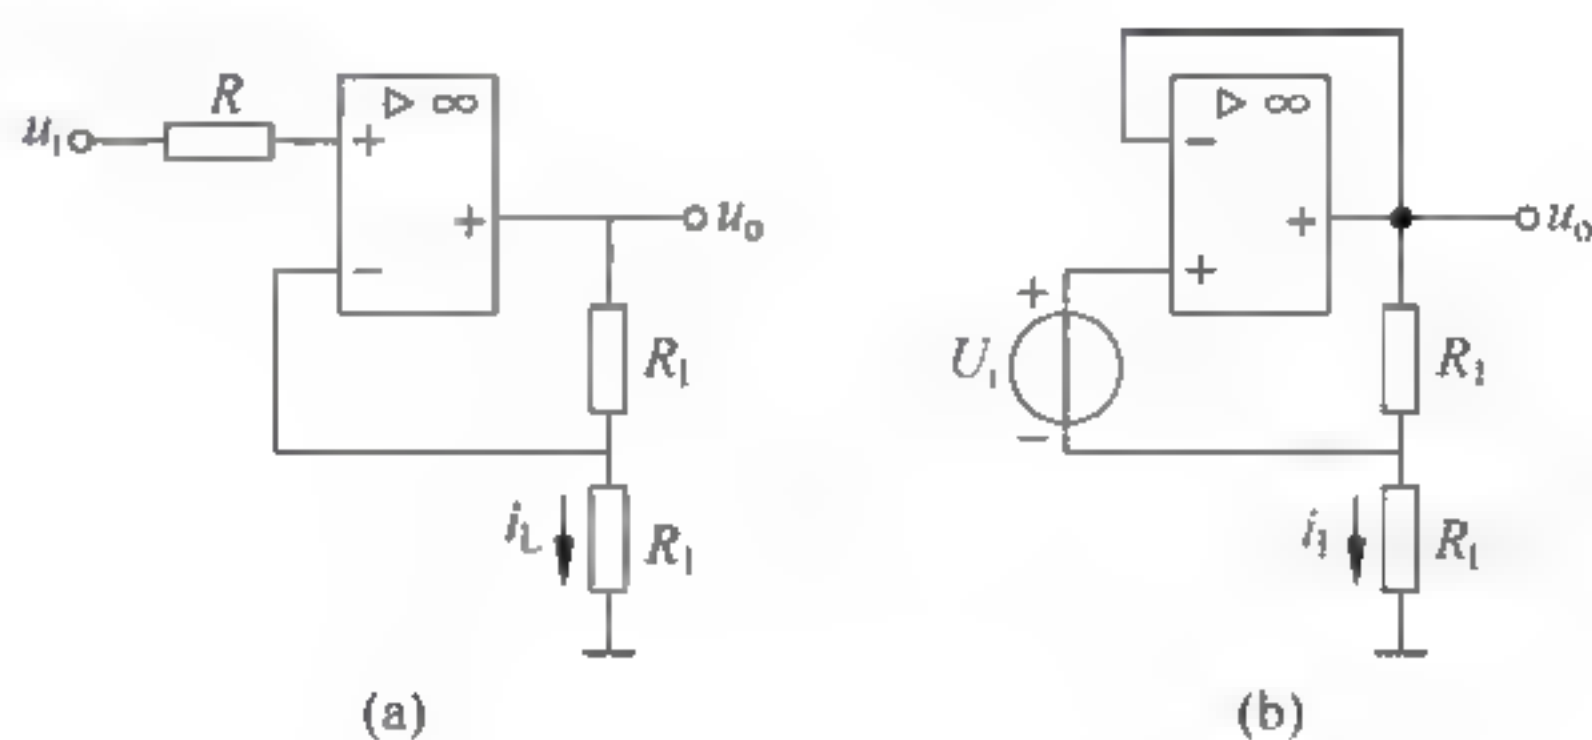 R
u_i
▷ ∞
+
−
+
u_o
R_1
i_L
R_1
(a)
▷ ∞
−
+
+
u_o
+
U_i
−
R_1
i_1
R_1
(b)